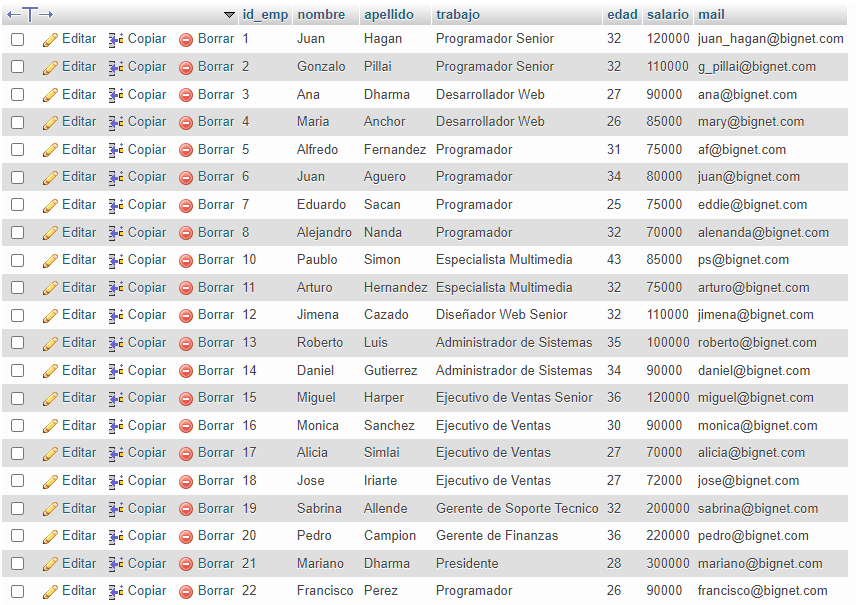 id_emp nombre apellido trabajo edad salario mail
Editar Copiar Borrar 1 Juan Hagan Programador Senior 32 120000 juan_hagan@bignet.com
Editar Copiar Borrar 2 Gonzalo Pillai Programador Senior 32 110000 g_pillai@bignet.com
Editar Copiar Borrar 3 Ana Dharma Desarrollador Web 27 90000 ana@bignet.com
Editar Copiar Borrar 4 Maria Anchor Desarrollador Web 26 85000 mary@bignet.com
Editar Copiar Borrar 5 Alfredo Fernandez Programador 31 75000 af@bignet.com
Editar Copiar Borrar 6 Juan Aguero Programador 34 80000 juan@bignet.com
Editar Copiar Borrar 7 Eduardo Sacan Programador 25 75000 eddie@bignet.com
Editar Copiar Borrar 8 Alejandro Nanda Programador 32 70000 alenanda@bignet.com
Editar Copiar Borrar 10 Paublo Simon Especialista Multimedia 43 85000 ps@bignet.com
Editar Copiar Borrar 11 Arturo Hernandez Especialista Multimedia 32 75000 arturo@bignet.com
Editar Copiar Borrar 12 Jimena Cazado Diseñador Web Senior 32 110000 jimena@bignet.com
Editar Copiar Borrar 13 Roberto Luis Administrador de Sistemas 35 100000 roberto@bignet.com
Editar Copiar Borrar 14 Daniel Gutierrez Administrador de Sistemas 34 90000 daniel@bignet.com
Editar Copiar Borrar 15 Miguel Harper Ejecutivo de Ventas Senior 36 120000 miguel@bignet.com
Editar Copiar Borrar 16 Monica Sanchez Ejecutivo de Ventas 30 90000 monica@bignet.com
Editar Copiar Borrar 17 Alicia Simlai Ejecutivo de Ventas 27 70000 alicia@bignet.com
Editar Copiar Borrar 18 Jose Iriarte Ejecutivo de Ventas 27 72000 jose@bignet.com
Editar Copiar Borrar 19 Sabrina Allende Gerente de Soporte Tecnico 32 200000 sabrina@bignet.com
Editar Copiar Borrar 20 Pedro Campion Gerente de Finanzas 36 220000 pedro@bignet.com
Editar Copiar Borrar 21 Mariano Dharma Presidente 28 300000 mariano@bignet.com
Editar Copiar Borrar 22 Francisco Perez Programador 26 90000 francisco@bignet.com